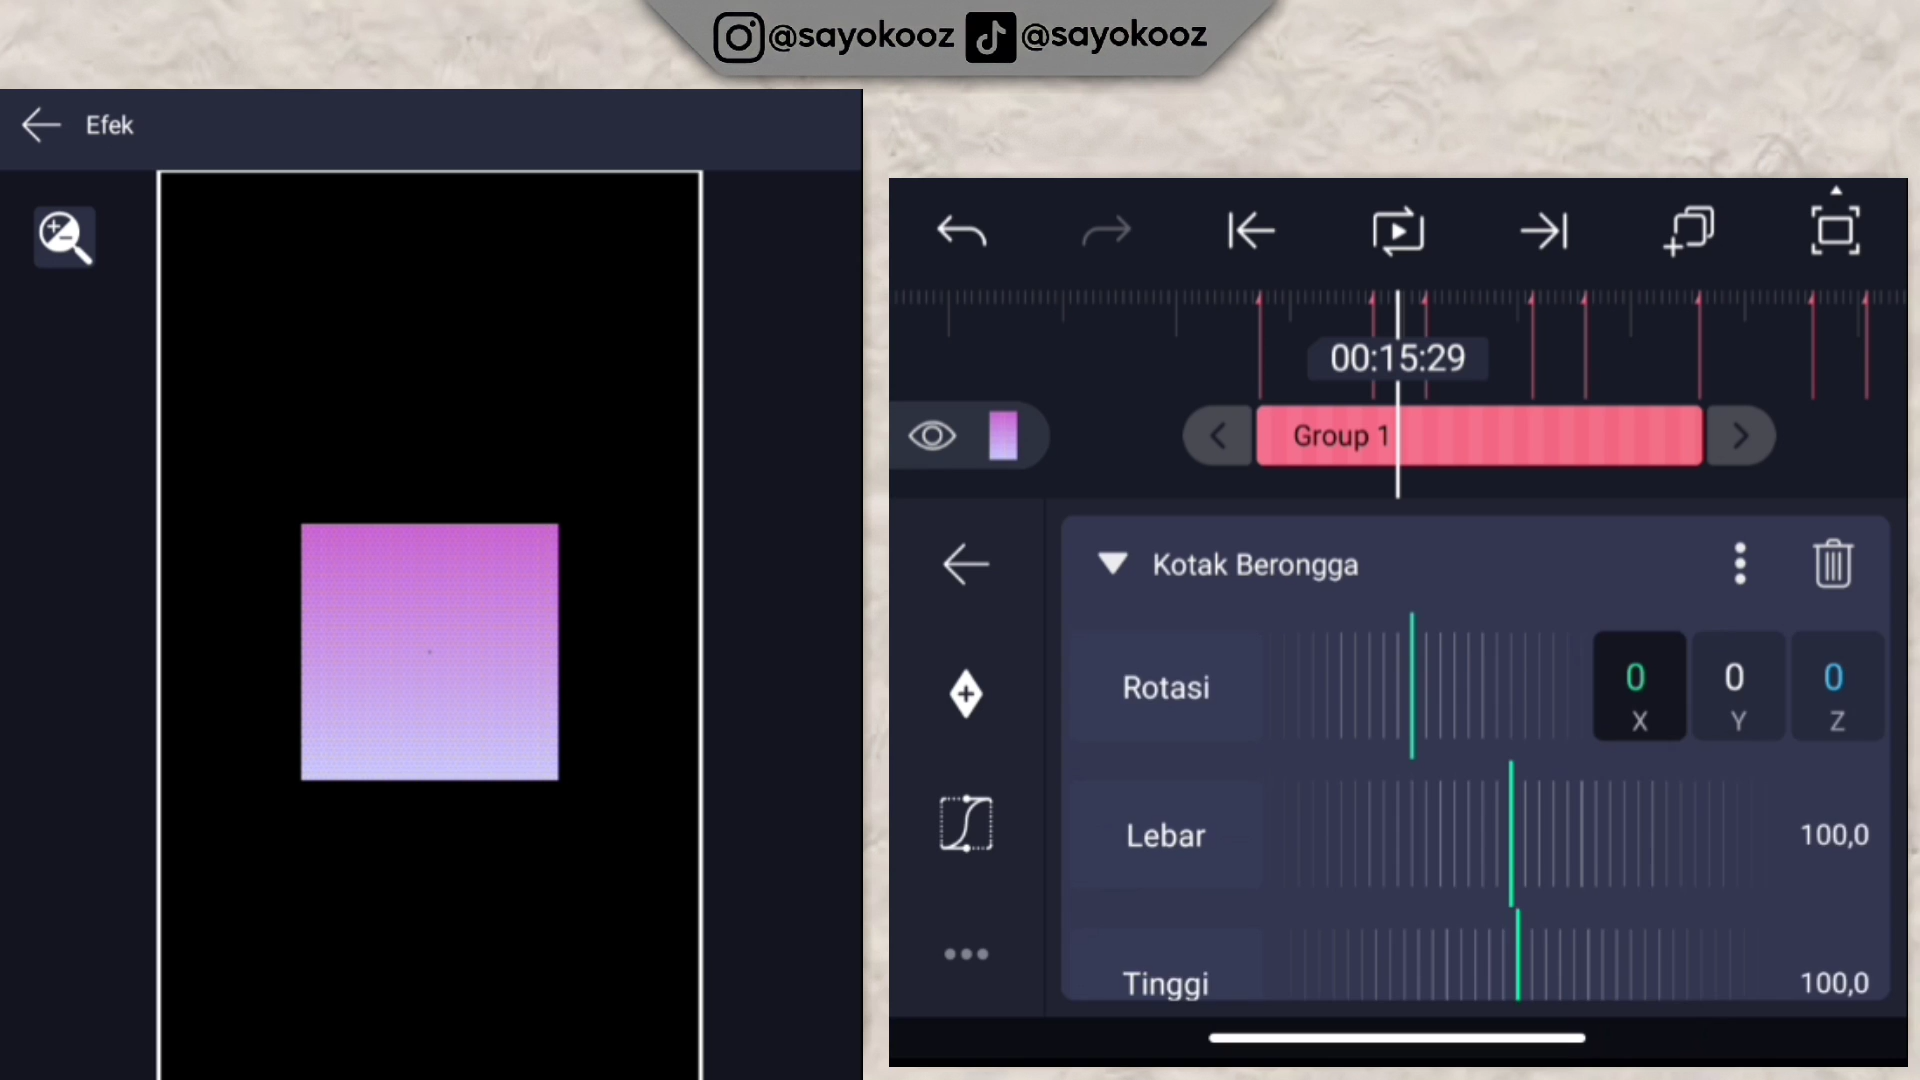 @sayokooz @sayokooz
Efek
00:15:29
Group 1
Kotak Berongga
Rotasi
0 X
0 Y
0 Z
Lebar
100,0
Tinggi
100,0